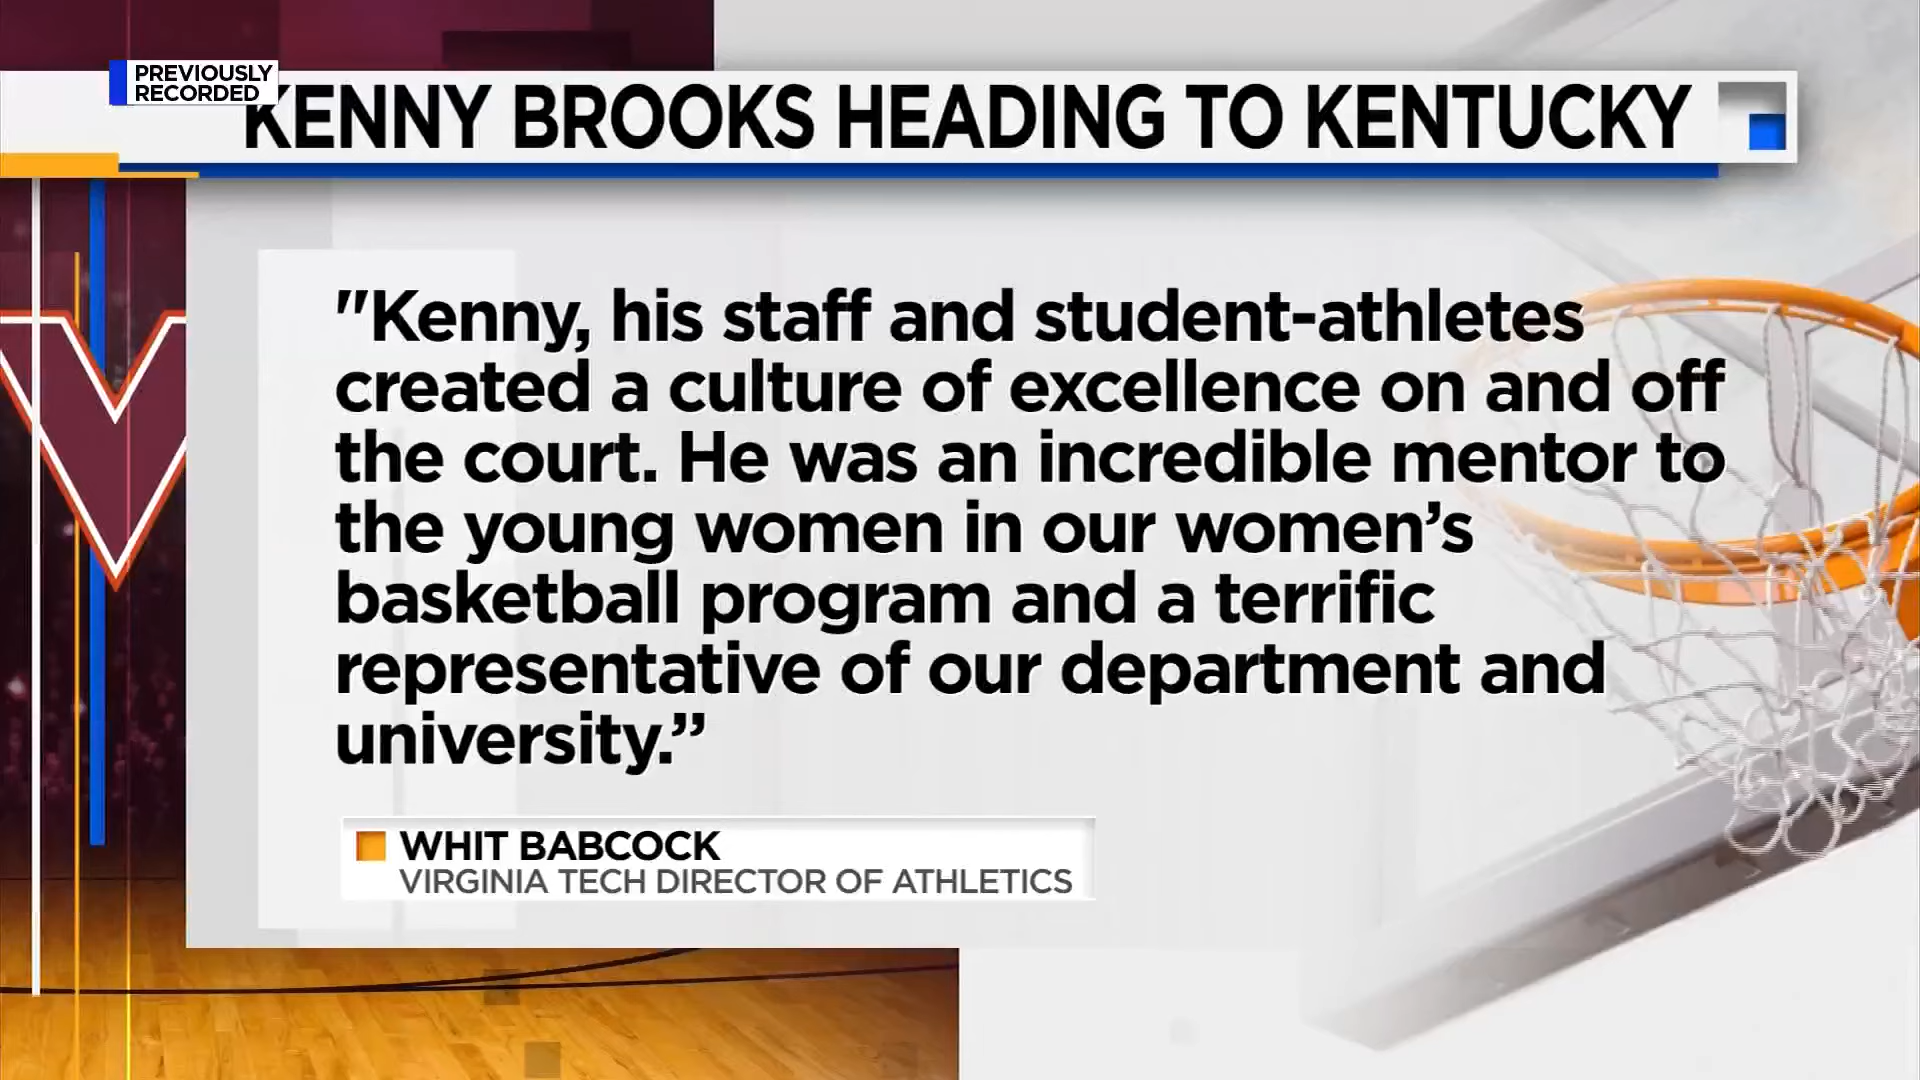 PREVIOUSLY
RECORDED
KENNY BROOKS HEADING TO KENTUCKY
"Kenny, his staff and student-athletes
created a culture of excellence on and off
the court. He was an incredible mentor to
the young women in our women’s
basketball program and a terrific
representative of our department and
university.”
WHIT BABCOCK
VIRGINIA TECH DIRECTOR OF ATHLETICS